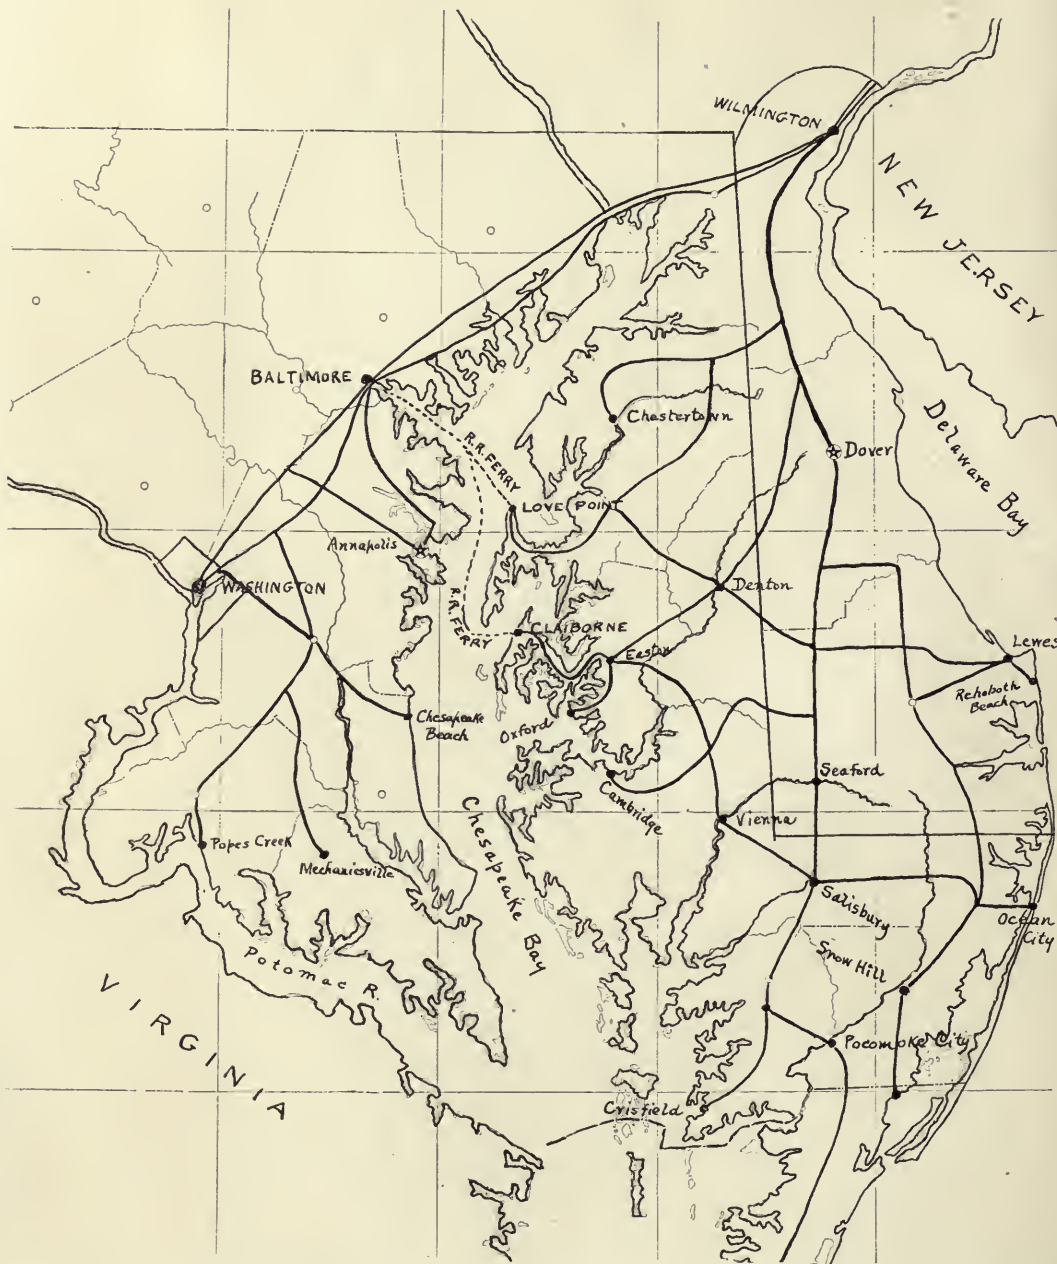 WILMINGTON
NEW JERSEY
BALTIMORE
R.R. FERRY
Chestertown
Delaware Bay
Dover
LOVE POINT
Annapolis
WASHINGTON
R.R. FERRY
Denton
CLAIBORNE
Easton
Lewes
Rehoboth
Beach
Chesapeake
Beach
Oxford
Seaford
Cambridge
Vienna
Chesapeake Bay
Popes Creek
Mechanicsville
Salisbury
Ocean
City
Snow Hill
Potomac R.
VIRGINIA
Pocomoke City
Crisfield